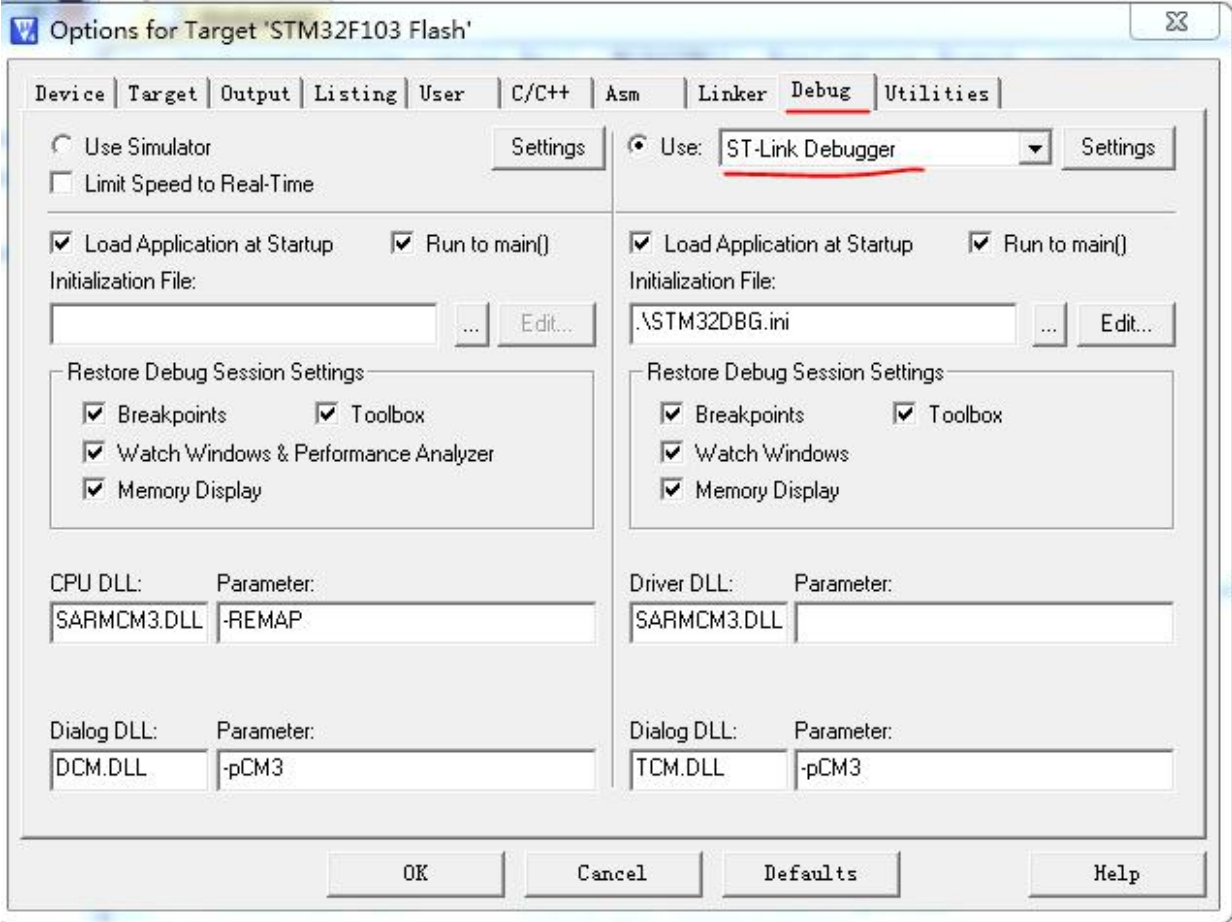 Options for Target 'STM32F103 Flash'
Device Target Output Listing User C/C++ Asm Linker Debug Utilities
Use Simulator Settings Use: ST-Link Debugger Settings
Limit Speed to Real-Time
Load Application at Startup Run to main() Load Application at Startup Run to main()
Initialization File: Initialization File:
... Edit... .\STM32DBG.ini ... Edit...
Restore Debug Session Settings Restore Debug Session Settings
Breakpoints Toolbox Breakpoints Toolbox
Watch Windows & Performance Analyzer Watch Windows
Memory Display Memory Display
CPU DLL: Parameter: Driver DLL: Parameter:
SARMCM3.DLL -REMAP SARMCM3.DLL
Dialog DLL: Parameter: Dialog DLL: Parameter:
DCM.DLL -pCM3 TCM.DLL -pCM3
OK Cancel Defaults Help